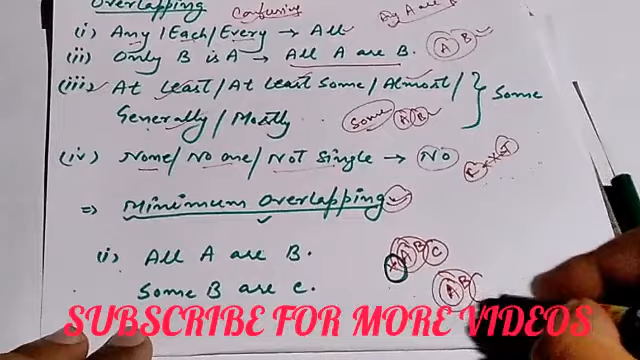 Overlapping Confusing
(i) Any / Each / Every → All
(ii) Only B is A → All A are B. A B
(iii) At Least / At Least Some / Almost /
Generally / Mostly Some A B } Some
(iv) None / No one / Not Single → No
⇒ Minimum Overlapping
(i) All A are B. A B C
Some B are C. A B
SUBSCRIBE FOR MORE VIDEOS